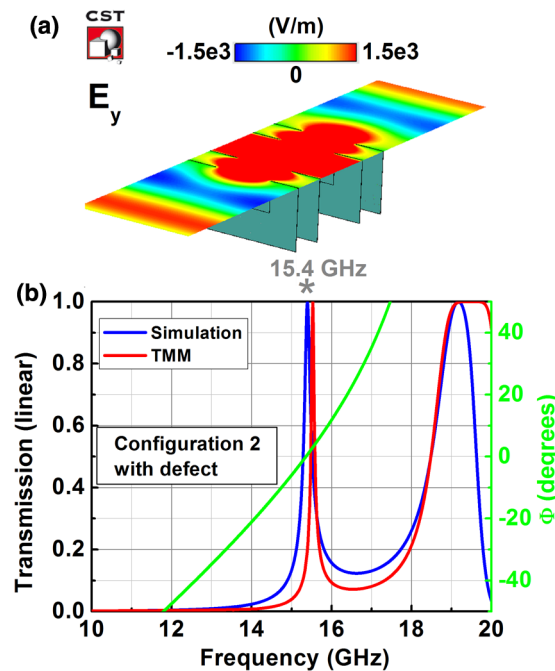 (a)
CST
(V/m)
-1.5e3
1.5e3
0
E_y
15.4 GHz
*
(b)
1.0
0.8
0.6
0.4
0.2
0.0
Transmission (linear)
Simulation
TMM
Configuration 2
with defect
40
20
0
-20
-40
Φ (degrees)
10 12 14 16 18 20
Frequency (GHz)